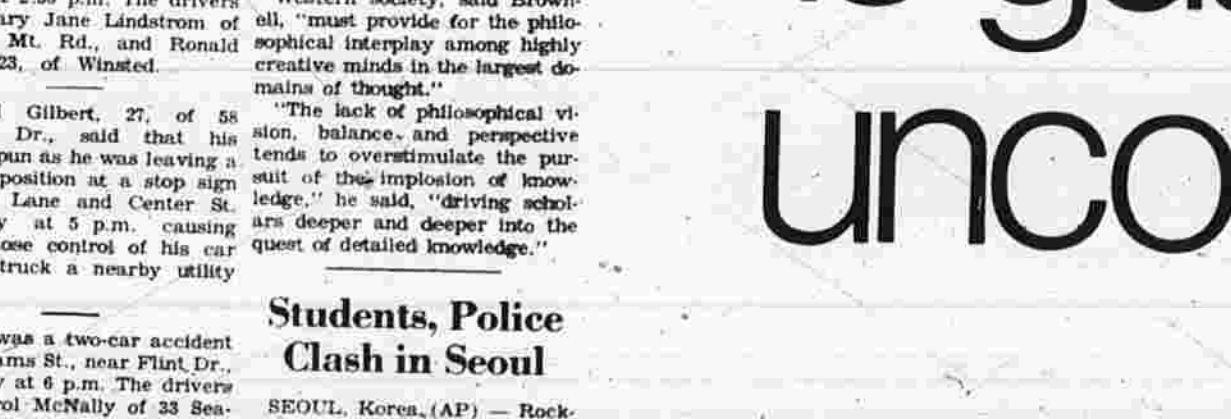 ary Jane Lindstrom of
Mt. Rd., and Ronald
23, of Winsted.
Gilbert, 27, of 58
Dr., said that his
pun as he was leaving a
position at a stop sign
Lane and Center St.
y at 5 p.m. causing
ose control of his car
truck a nearby utility
was a two-car accident
ams St., near Flint Dr.,
y at 6 p.m. The drivers
rol McNally of 33 Sea-
Western society, said Brown-
ell, "must provide for the philo-
sophical interplay among highly
creative minds in the largest do-
mains of thought."
"The lack of philosophical vi-
sion, balance, and perspective
tends to overstimulate the pur-
suit of the implosion of know-
ledge," he said, "driving schol-
ars deeper and deeper into the
quest of detailed knowledge."
Students, Police
Clash in Seoul
SEOUL, Korea, (AP) — Rock-
unco